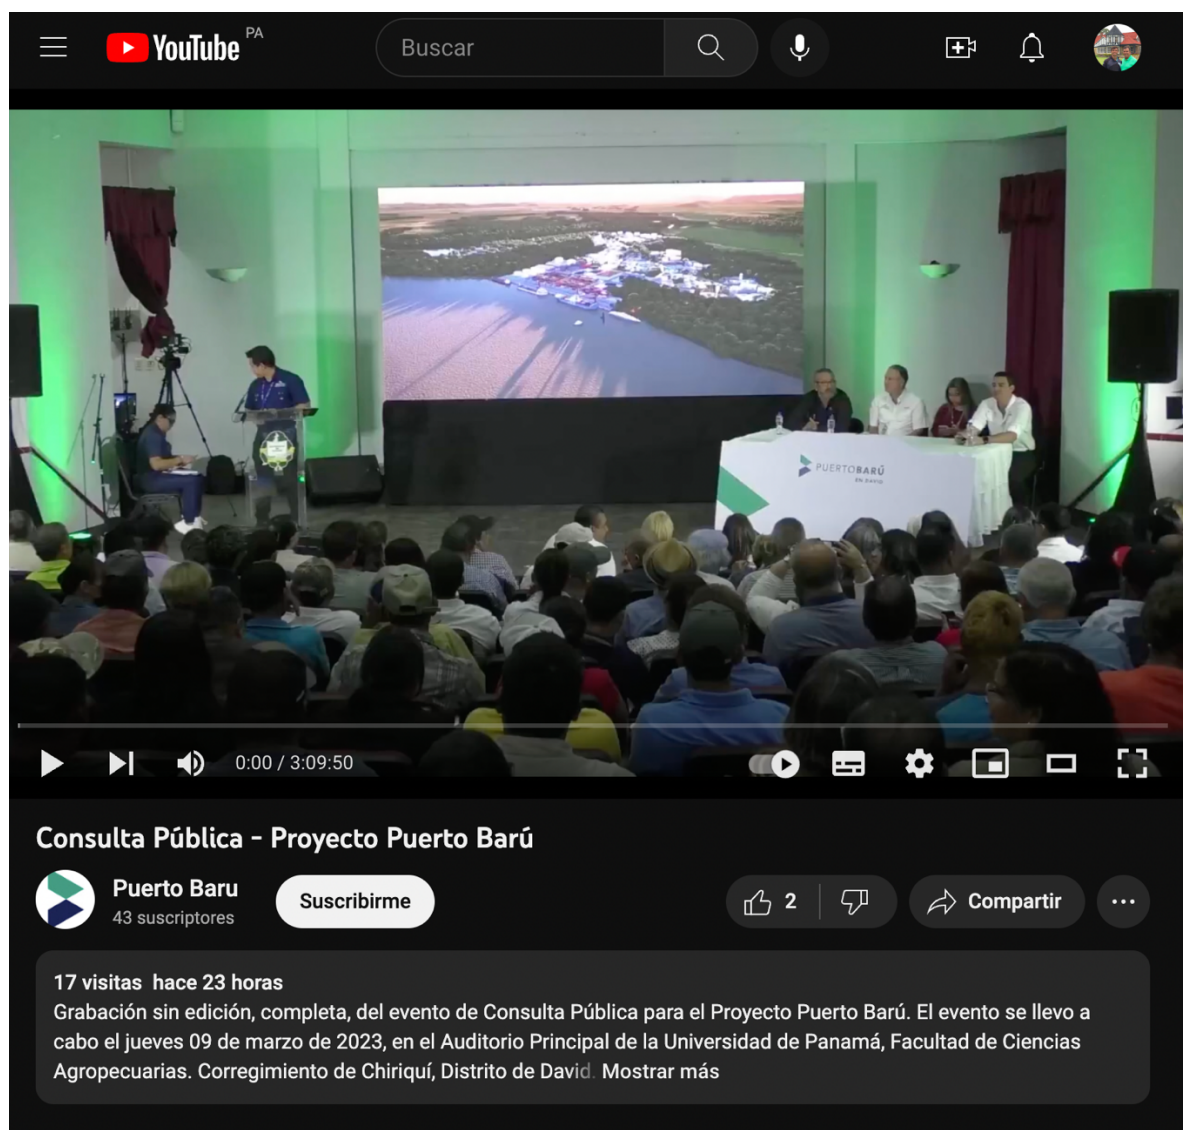 YouTube PA
Buscar
PUERTOBARÚ
EN DAVID
0:00 / 3:09:50
Consulta Pública - Proyecto Puerto Barú
Puerto Baru
43 suscriptores
Suscribirme
2
Compartir
17 visitas hace 23 horas
Grabación sin edición, completa, del evento de Consulta Pública para el Proyecto Puerto Barú. El evento se llevo a
cabo el jueves 09 de marzo de 2023, en el Auditorio Principal de la Universidad de Panamá, Facultad de Ciencias
Agropecuarias. Corregimiento de Chiriquí, Distrito de David. Mostrar más